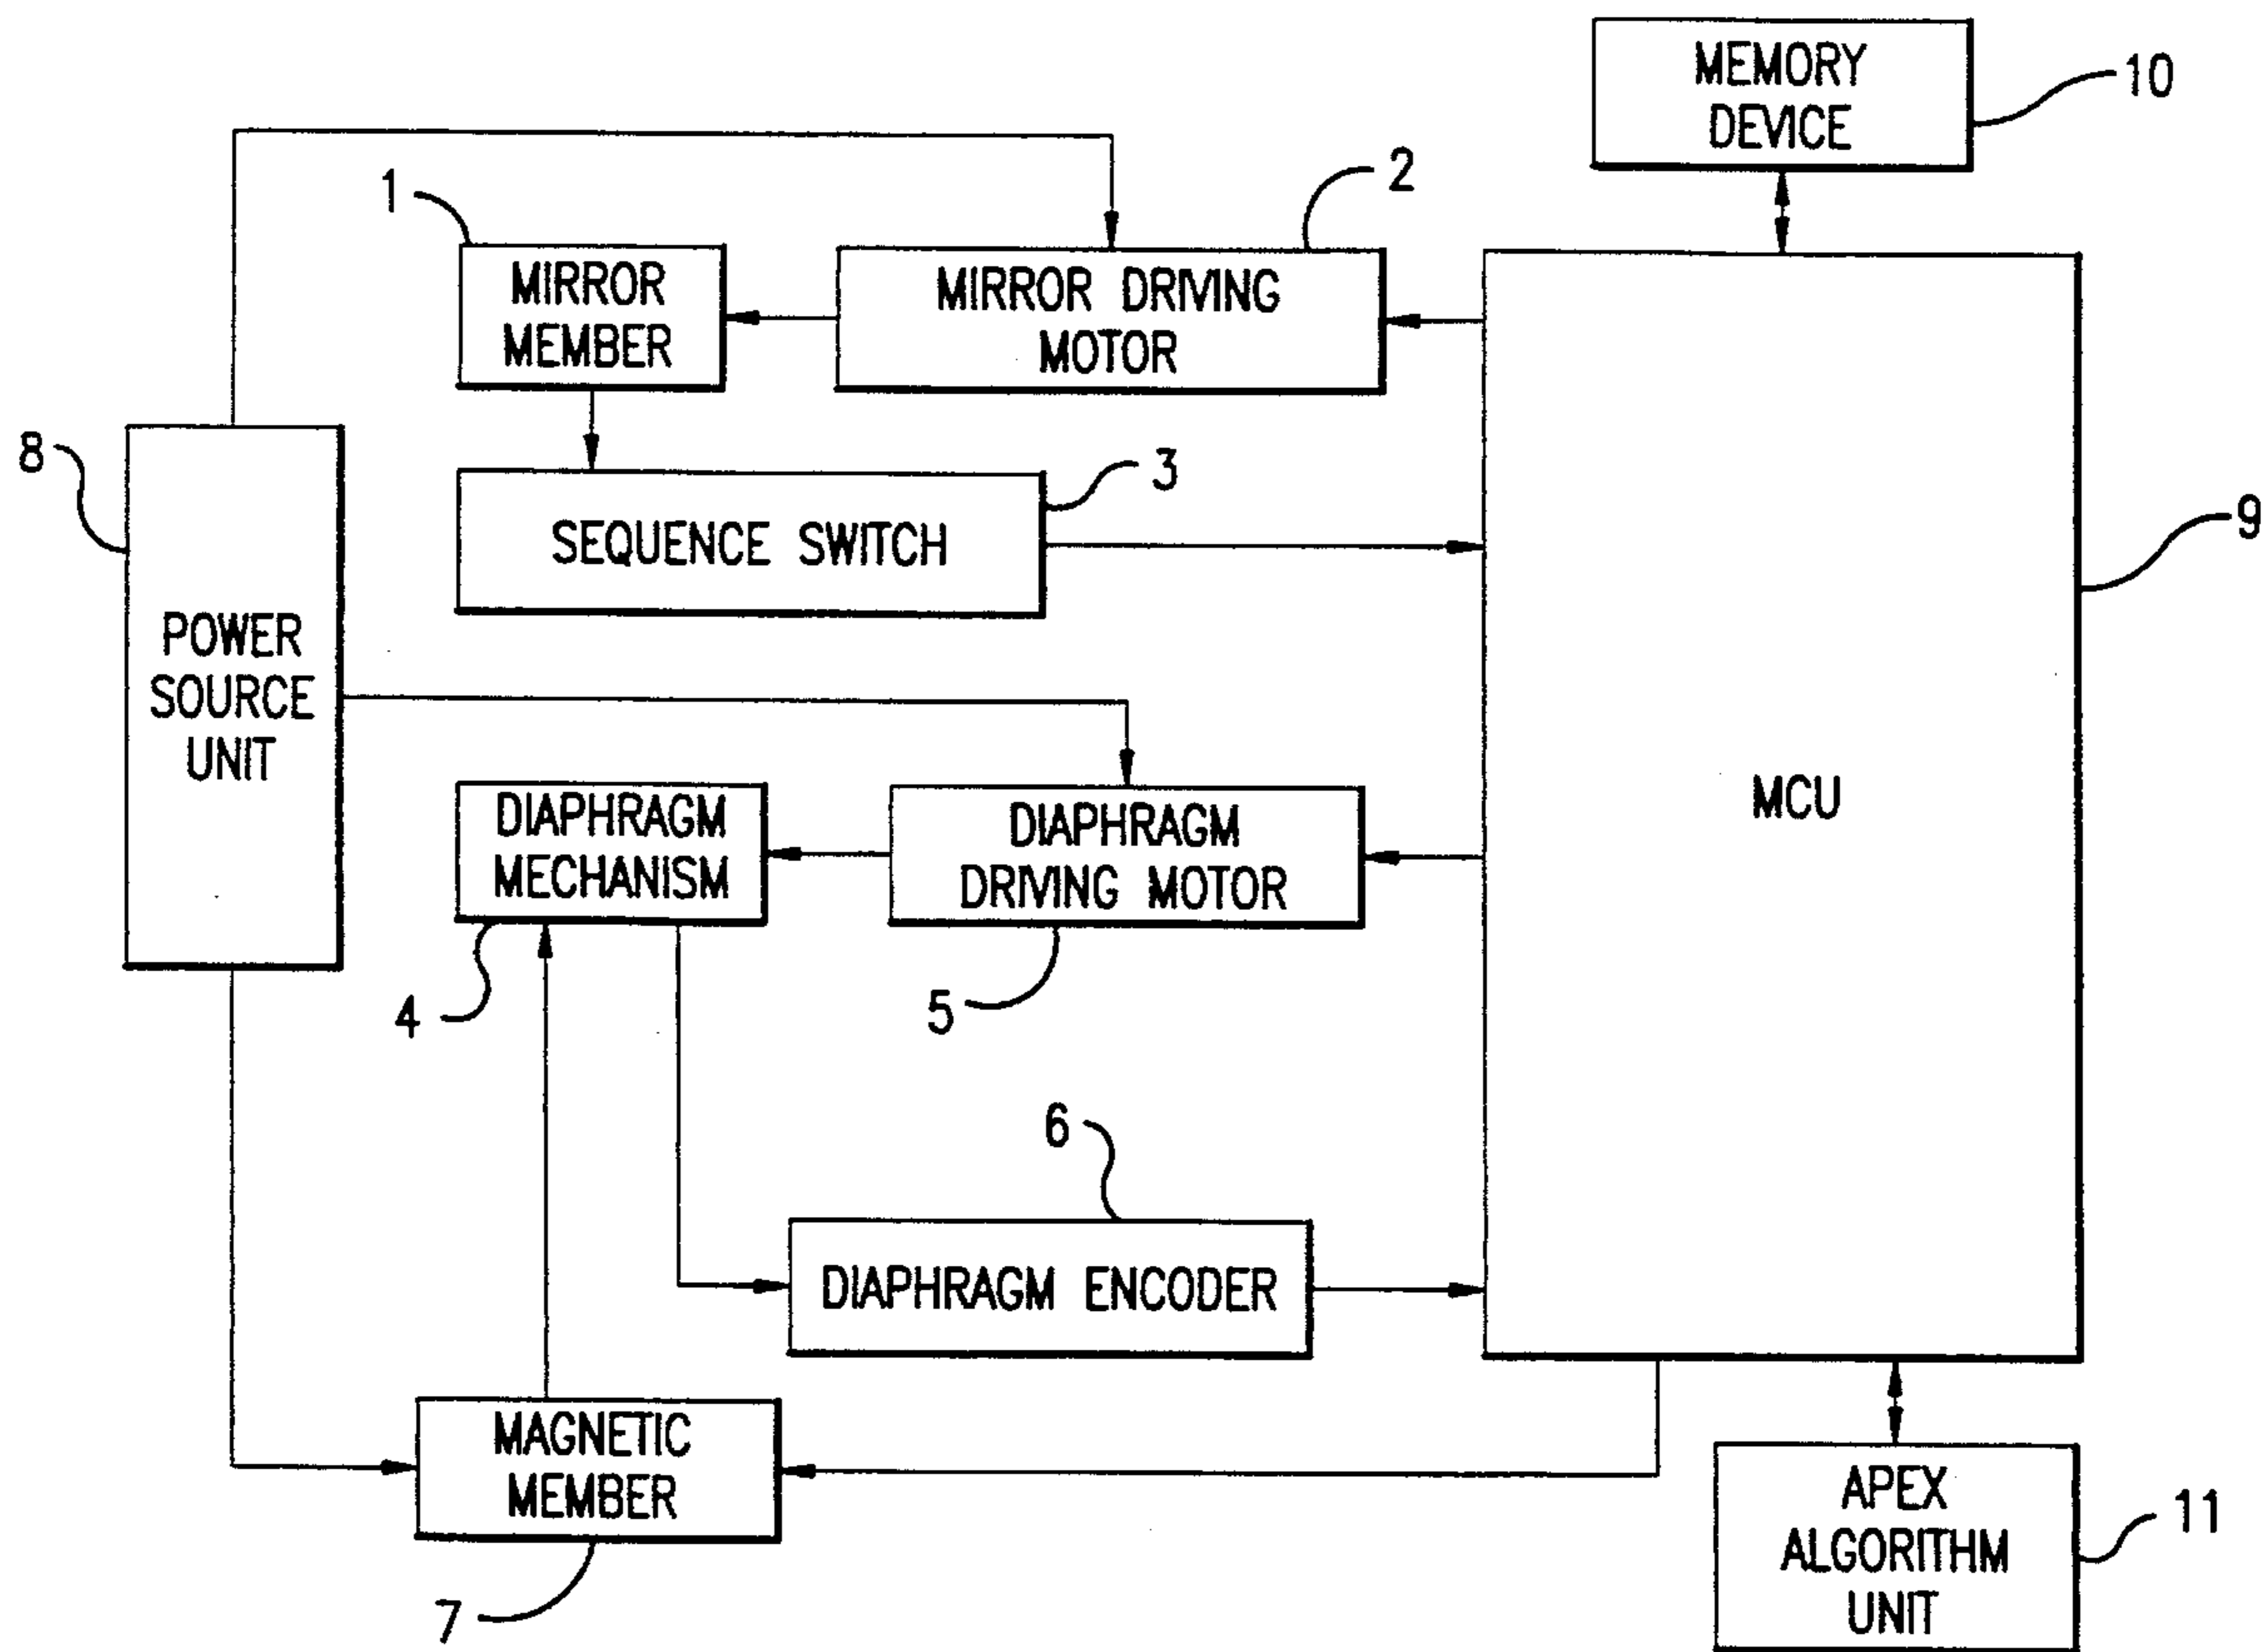 MEMORY
DEVICE
10
1
2
MIRROR
MEMBER
MIRROR DRIVING
MOTOR
8
3
SEQUENCE SWITCH
9
POWER
SOURCE
UNIT
MCU
DIAPHRAGM
MECHANISM
DIAPHRAGM
DRIVING MOTOR
4
5
6
DIAPHRAGM ENCODER
MAGNETIC
MEMBER
7
APEX
ALGORITHM
UNIT
11